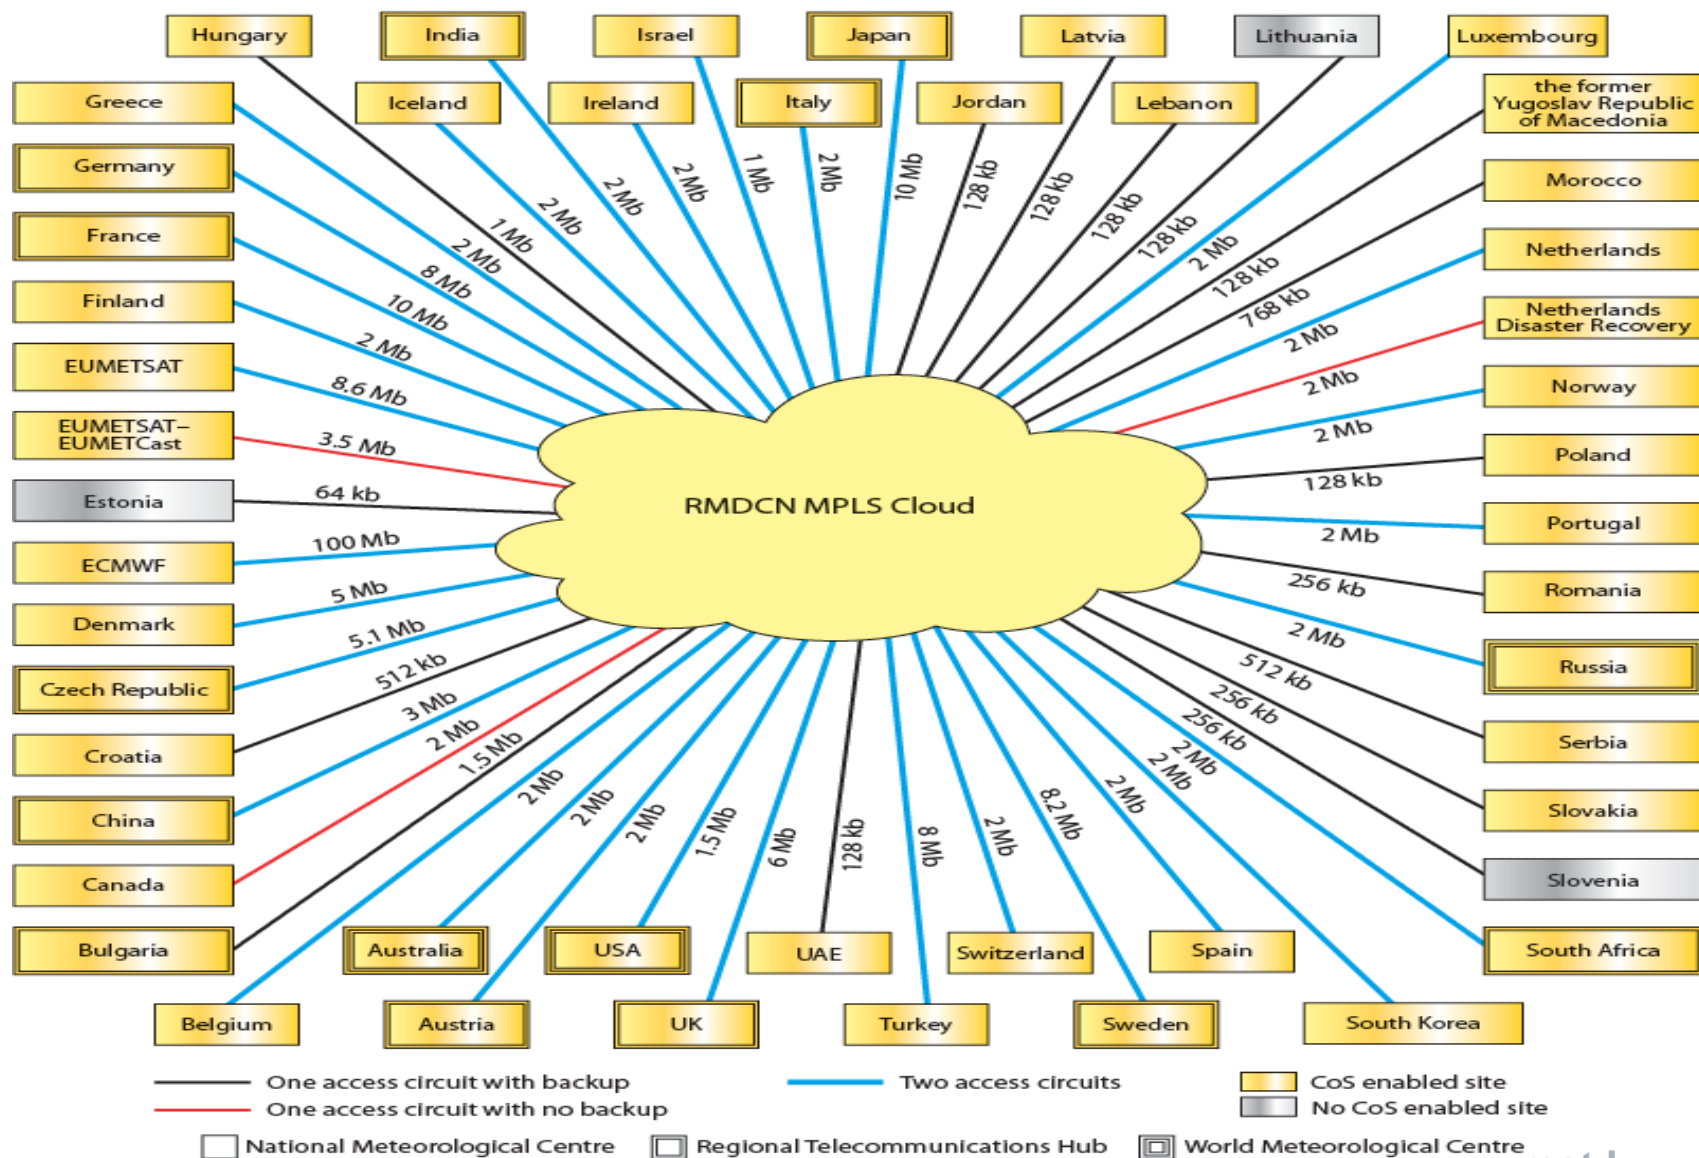 Hungary
India
Israel
Japan
Latvia
Lithuania
Luxembourg
Greece
Iceland
Ireland
Italy
Jordan
Lebanon
the former
Yugoslav Republic
of Macedonia
Germany
Morocco
France
Netherlands
Finland
Netherlands
Disaster Recovery
EUMETSAT
Norway
EUMETSAT–
EUMETCast
Poland
Estonia
Portugal
ECMWF
Romania
Denmark
Russia
Czech Republic
Serbia
Croatia
Slovakia
China
Slovenia
Canada
South Africa
Bulgaria
Australia
USA
UAE
Switzerland
Spain
Belgium
Austria
UK
Turkey
Sweden
South Korea
RMDCN MPLS Cloud
1 Mb
2 Mb
2 Mb
2 Mb
1 Mb
2 Mb
10 Mb
128 kb
128 kb
128 kb
128 kb
2 Mb
128 kb
768 kb
2 Mb
2 Mb
2 Mb
128 kb
2 Mb
256 kb
2 Mb
512 kb
256 kb
256 kb
2 Mb
2 Mb
2 Mb
8.2 Mb
2 Mb
8 Mb
128 kb
6 Mb
1.5 Mb
2 Mb
2 Mb
2 Mb
1.5 Mb
2 Mb
3 Mb
512 kb
5.1 Mb
5 Mb
100 Mb
64 kb
3.5 Mb
8.6 Mb
2 Mb
10 Mb
8 Mb
2 Mb
One access circuit with backup
Two access circuits
CoS enabled site
One access circuit with no backup
No CoS enabled site
National Meteorological Centre
Regional Telecommunications Hub
World Meteorological Centre